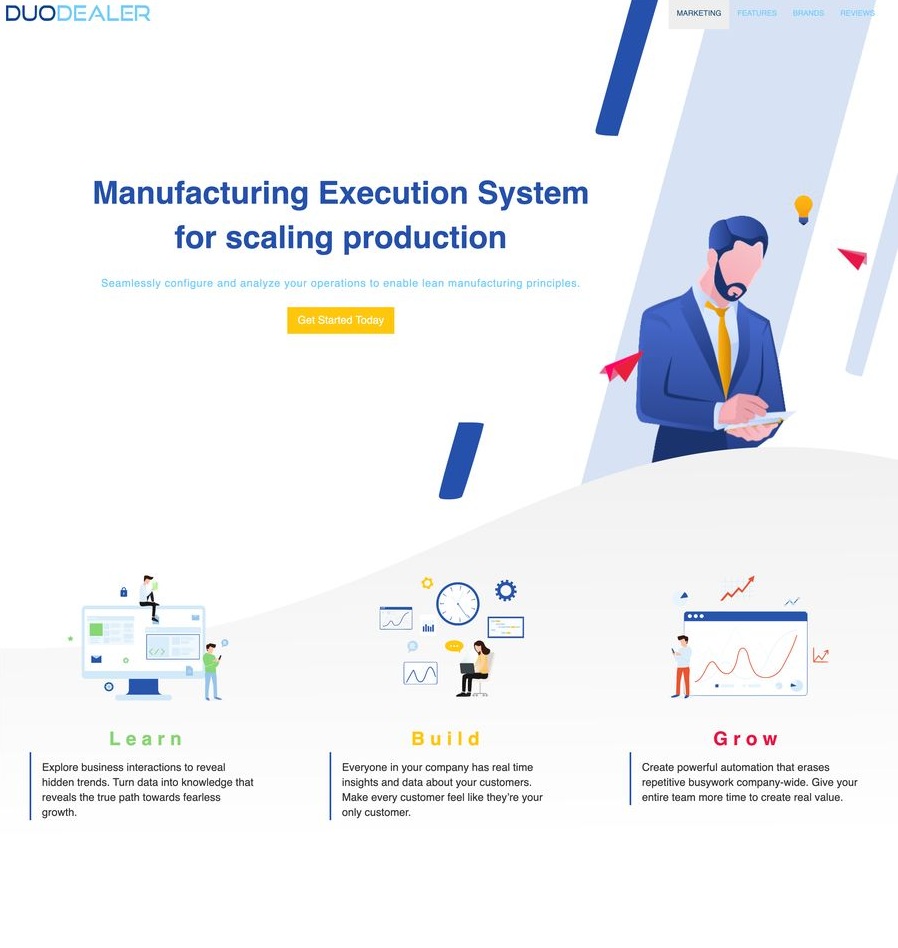 DUODEALER
MARKETING FEATURES BRANDS REVIEWS
Manufacturing Execution System
for scaling production
Seamlessly configure and analyze your operations to enable lean manufacturing principles.
Get Started Today
Learn
Explore business interactions to reveal
hidden trends. Turn data into knowledge that
reveals the true path towards fearless
growth.
Build
Everyone in your company has real time
insights and data about your customers.
Make every customer feel like they're your
only customer.
Grow
Create powerful automation that erases
repetitive busywork company-wide. Give your
entire team more time to create real value.